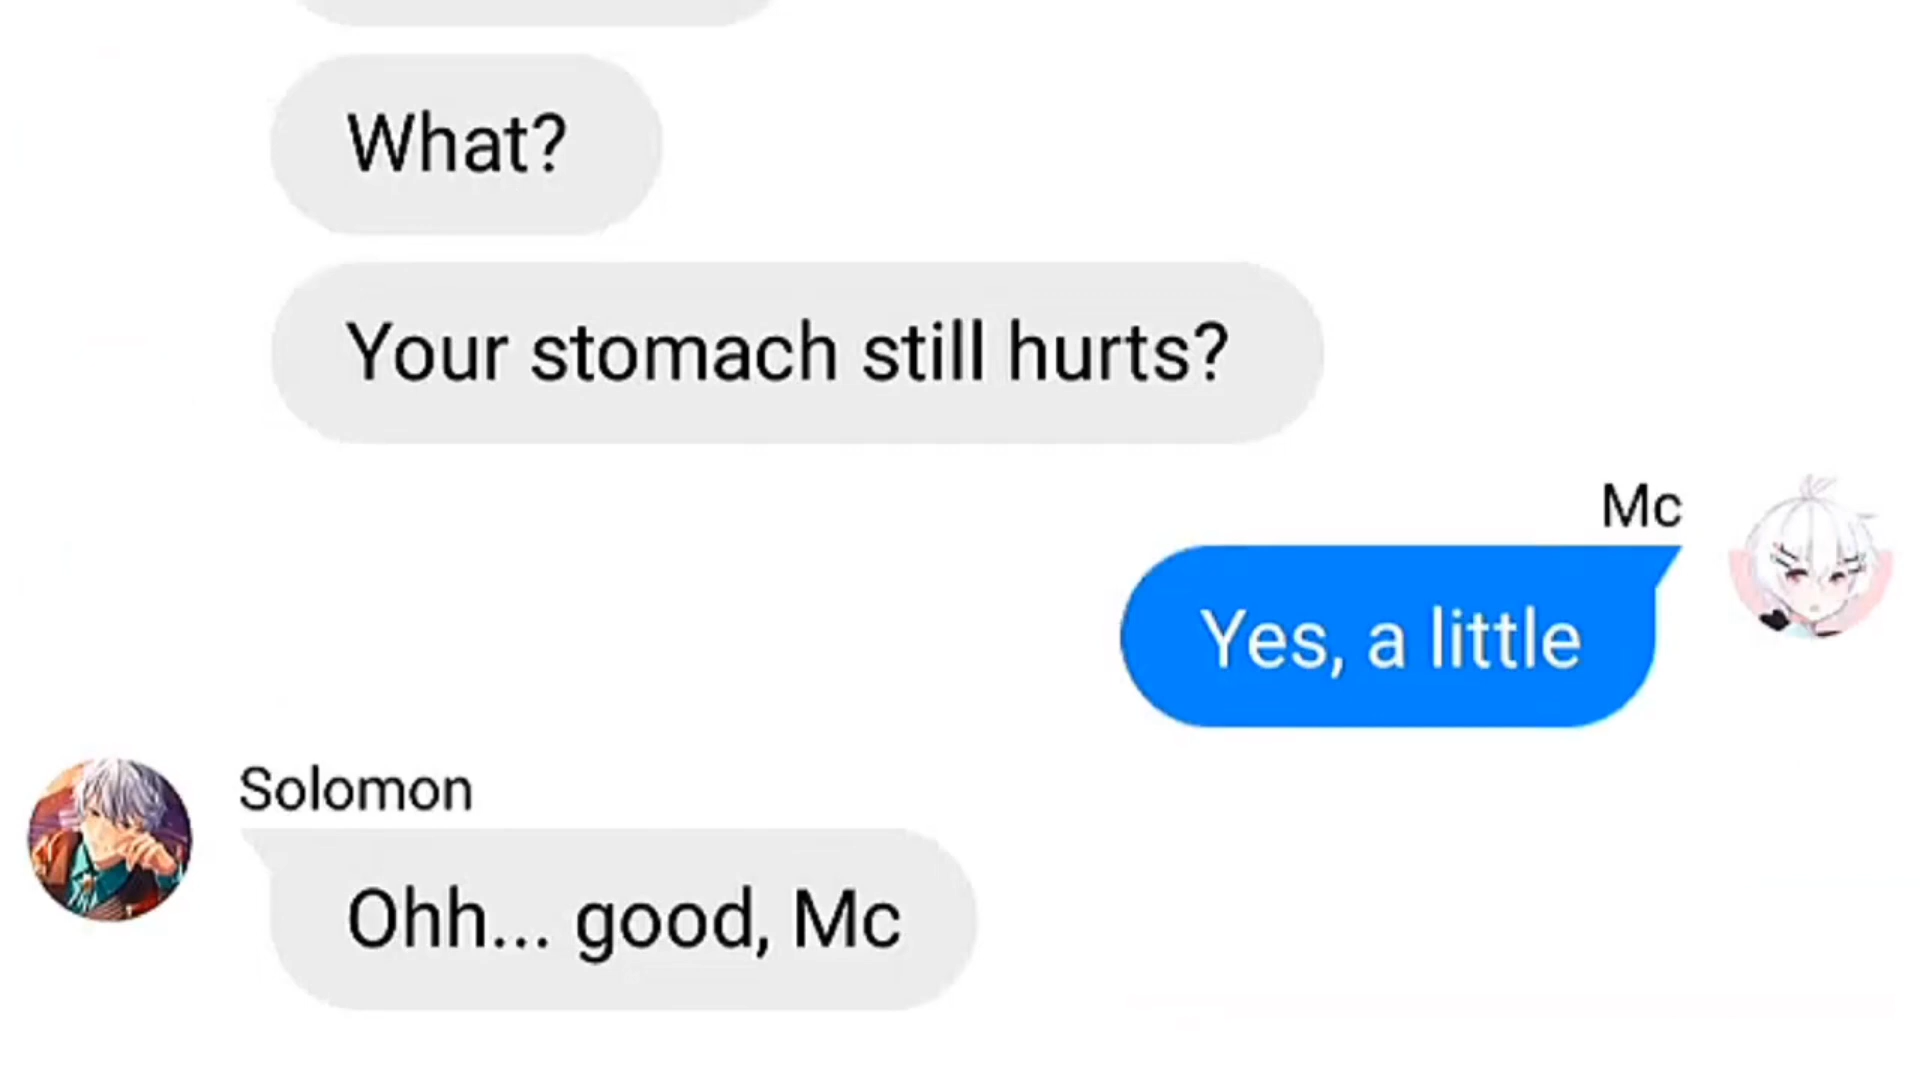 What?
Your stomach still hurts?
Mc
Yes, a little
Solomon
Ohh... good, Mc